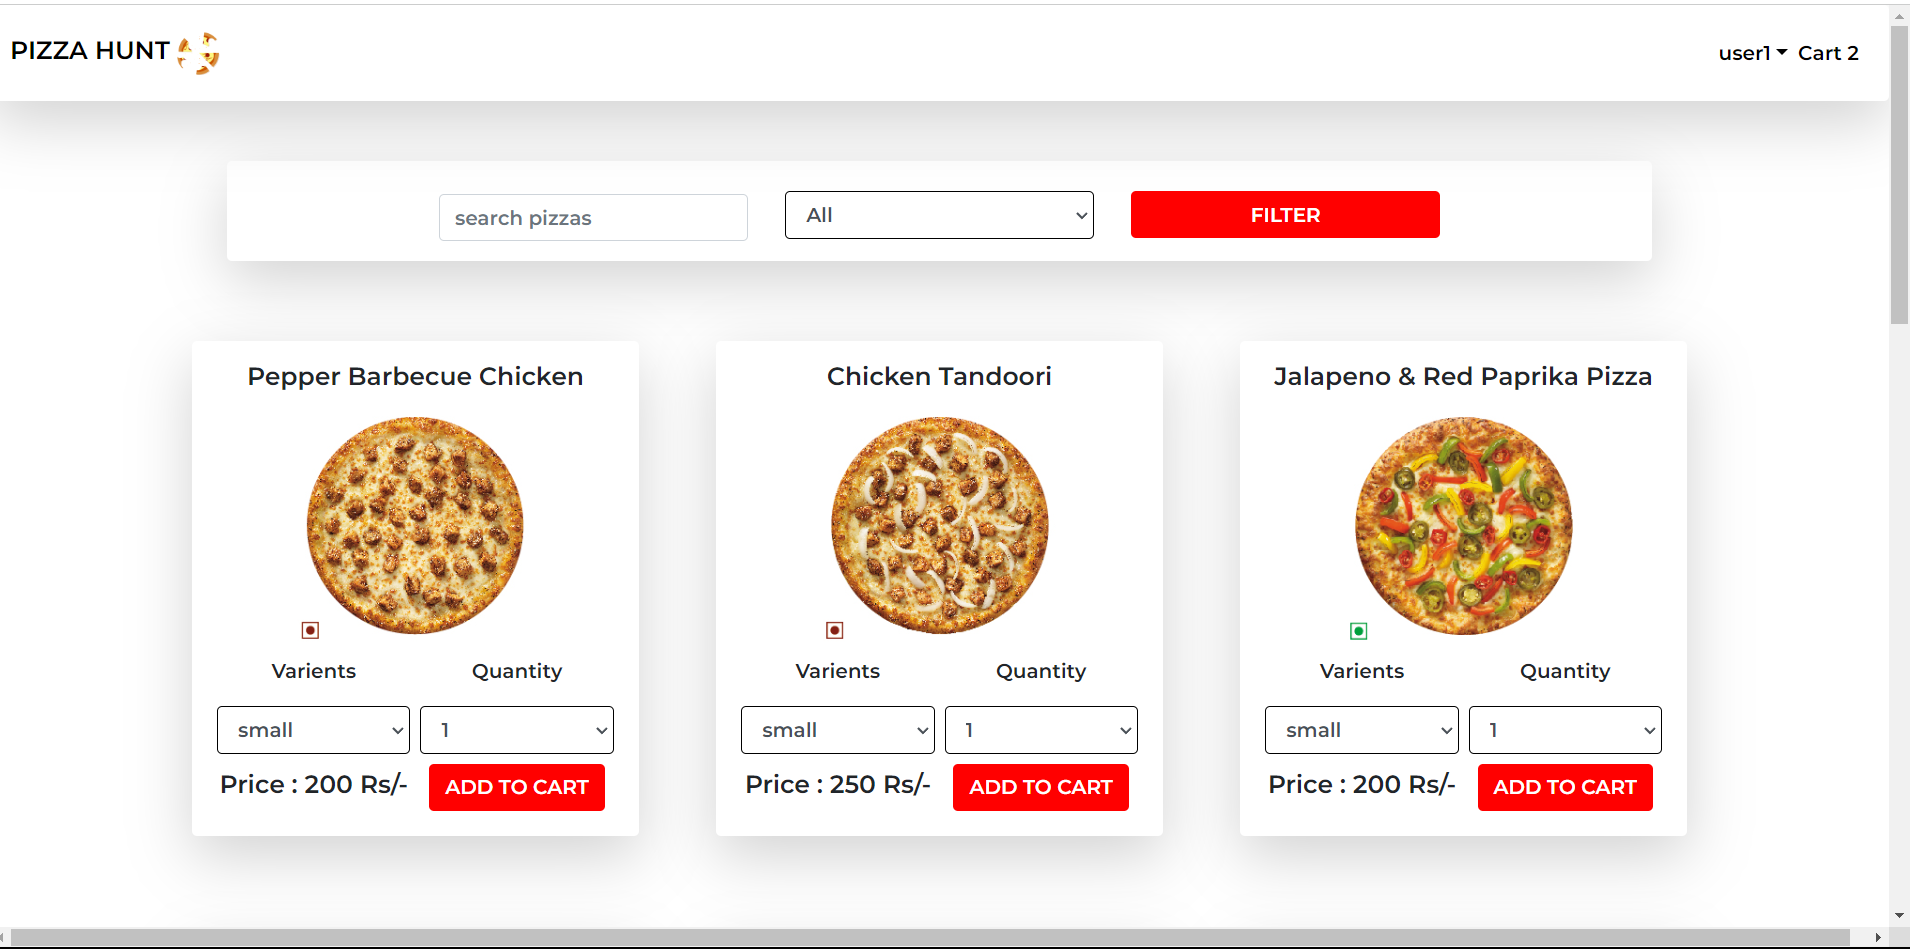 PIZZA HUNT
user1 Cart 2
search pizzas All FILTER
Pepper Barbecue Chicken
Varients Quantity
small 1
Price : 200 Rs/- ADD TO CART
Chicken Tandoori
Varients Quantity
small 1
Price : 250 Rs/- ADD TO CART
Jalapeno & Red Paprika Pizza
Varients Quantity
small 1
Price : 200 Rs/- ADD TO CART